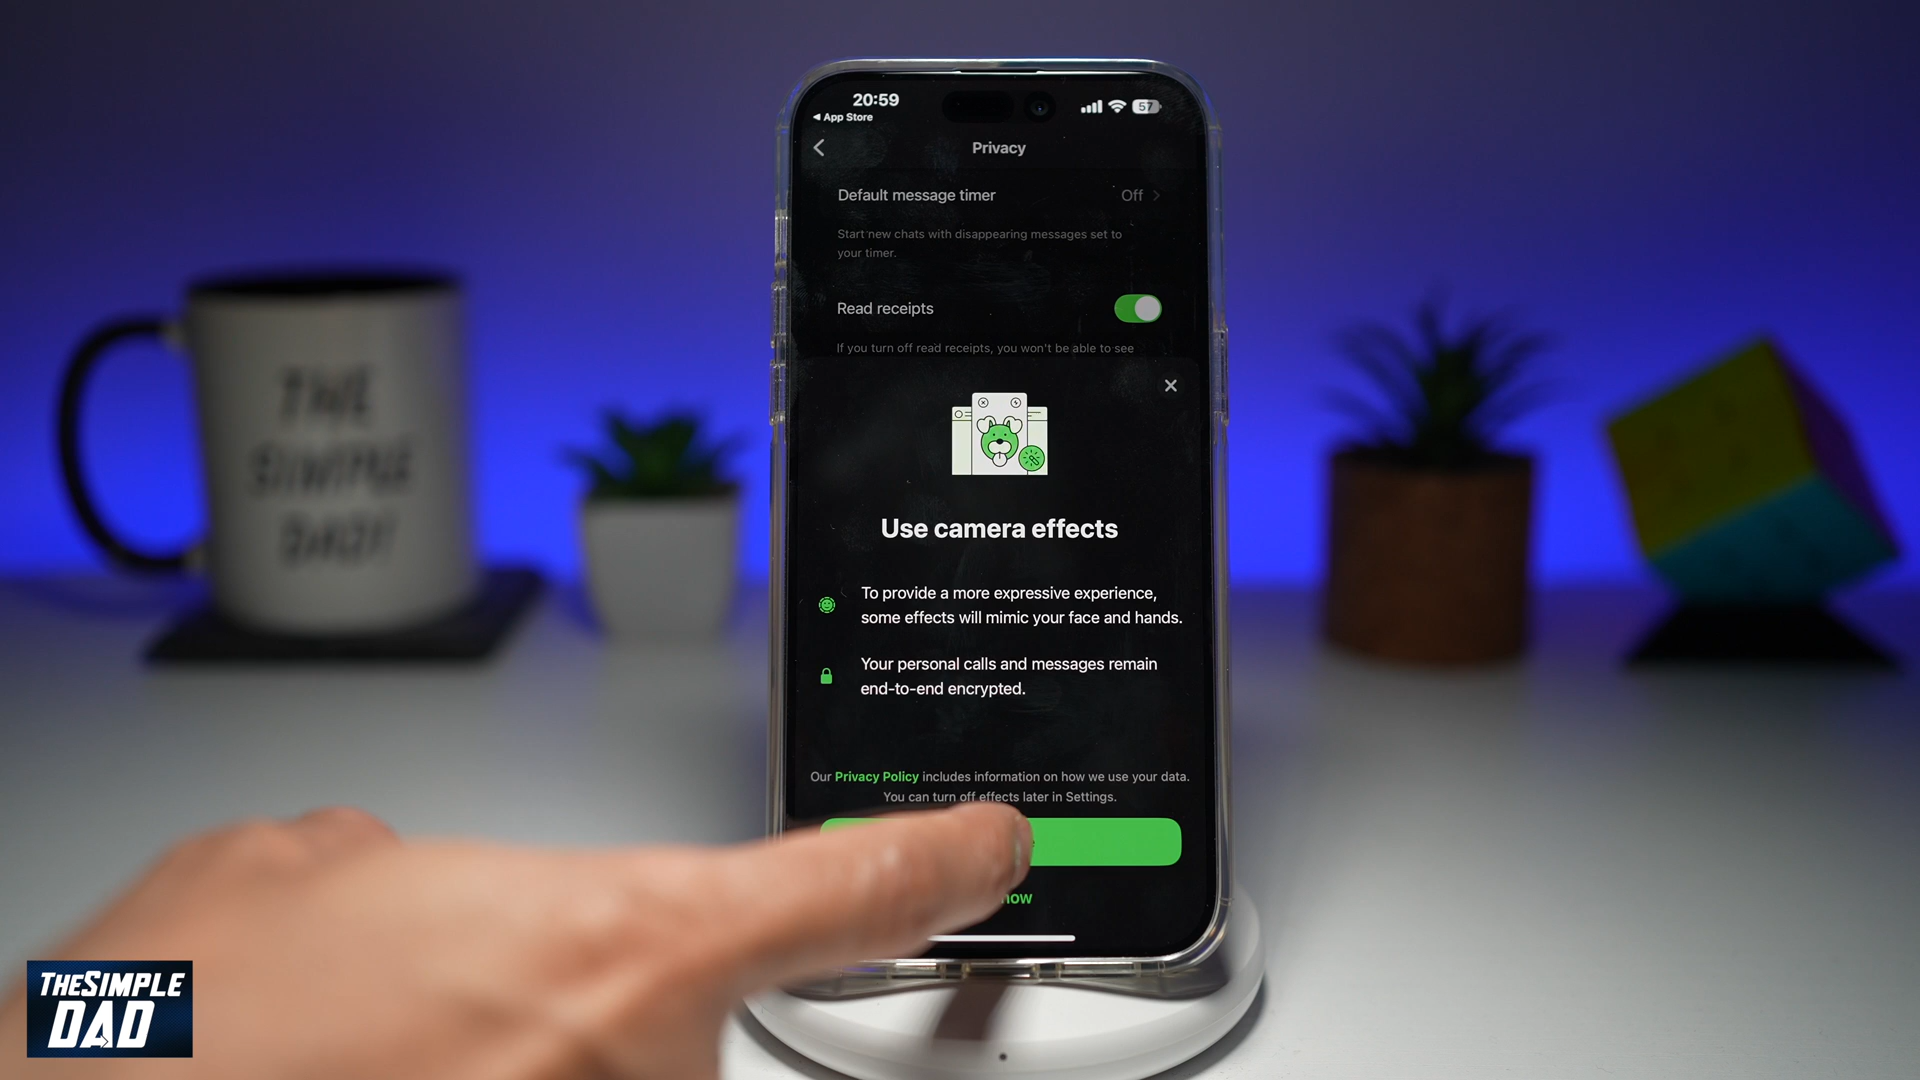 20:59
57
App Store
Privacy
Default message timer
Off
Start new chats with disappearing messages set to
your timer.
Read receipts
If you turn off read receipts, you won't be able to see
Use camera effects
To provide a more expressive experience,
some effects will mimic your face and hands.
Your personal calls and messages remain
end-to-end encrypted.
Our Privacy Policy includes information on how we use your data.
You can turn off effects later in Settings.
now
THE
SIMPLE
DAD!
THESIMPLE
DAD